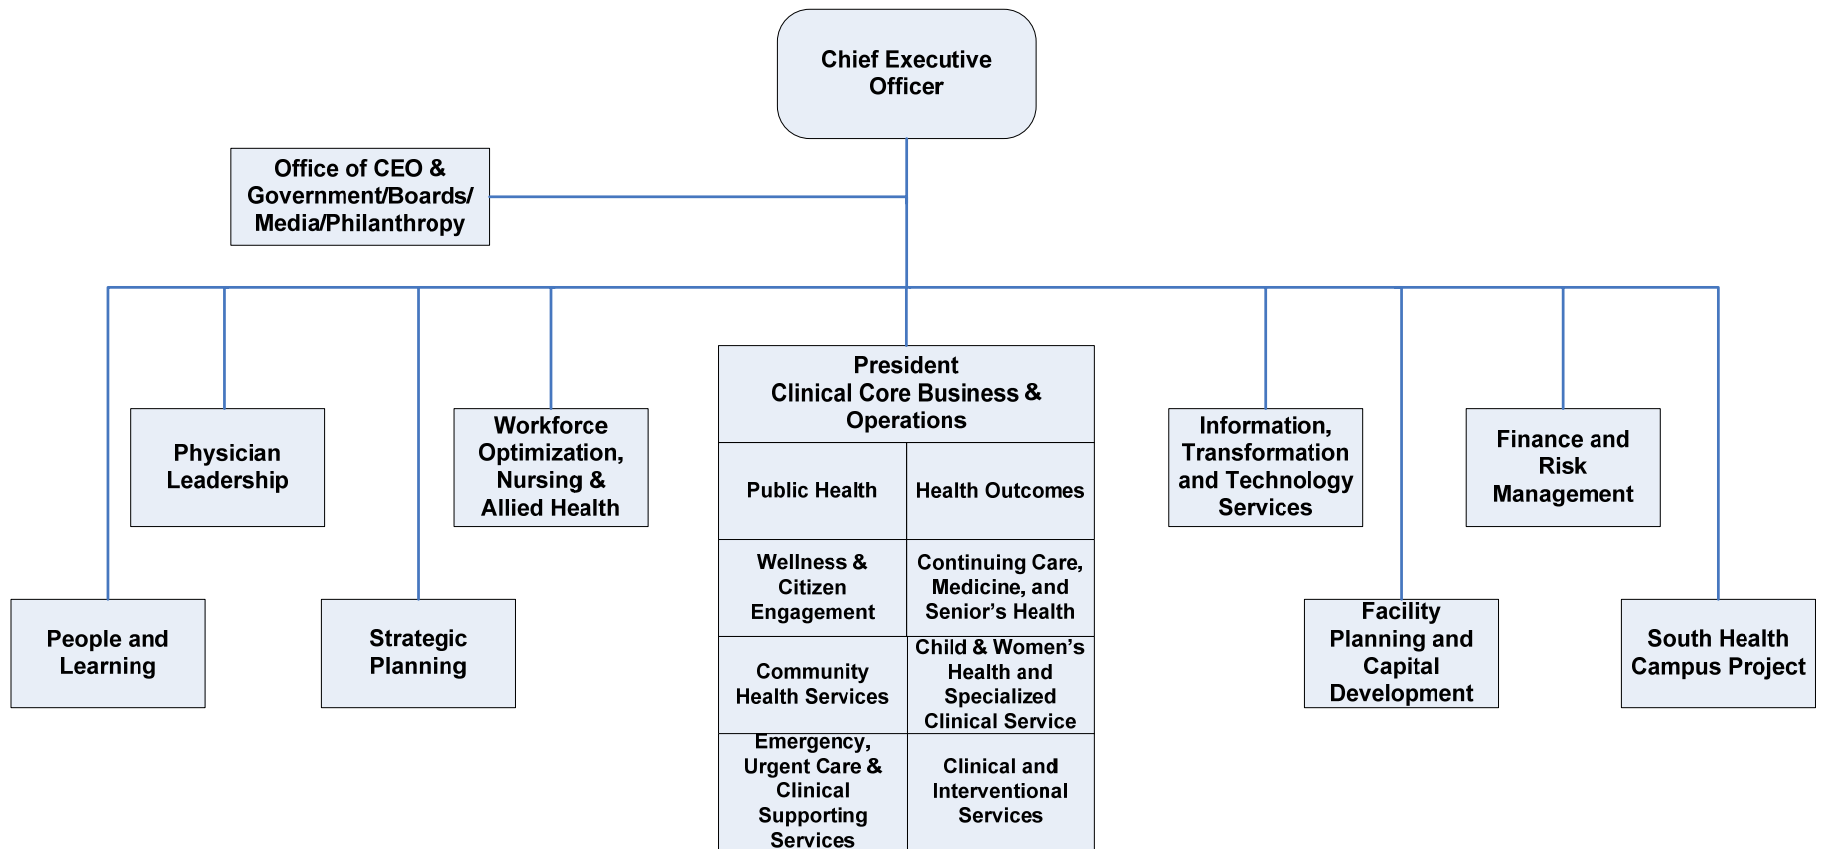 Chief Executive
Officer
Office of CEO &
Government/Boards/
Media/Philanthropy
President
Clinical Core Business &
Operations
Physician
Leadership
Workforce
Optimization,
Nursing &
Allied Health
Information,
Transformation
and Technology
Services
Finance and
Risk
Management
Public Health
Health Outcomes
Wellness &
Citizen
Engagement
Continuing Care,
Medicine, and
Senior’s Health
People and
Learning
Strategic
Planning
Community
Health Services
Child & Women’s
Health and
Specialized
Clinical Service
Facility
Planning and
Capital
Development
South Health
Campus Project
Emergency,
Urgent Care &
Clinical
Supporting
Services
Clinical and
Interventional
Services